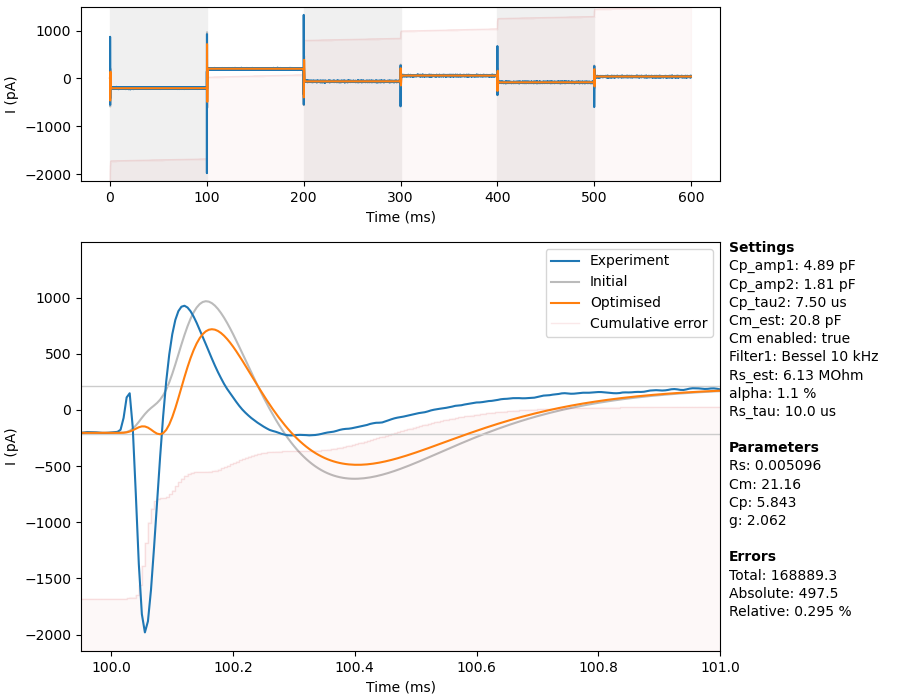 1000
0
−1000
−2000
I (pA)
0 100 200 300 400 500 600
Time (ms)
1000
500
0
−500
−1000
−1500
−2000
I (pA)
100.0 100.2 100.4 100.6 100.8 101.0
Time (ms)
Experiment
Initial
Optimised
Cumulative error
Settings
Cp_amp1: 4.89 pF
Cp_amp2: 1.81 pF
Cp_tau2: 7.50 us
Cm_est: 20.8 pF
Cm enabled: true
Filter1: Bessel 10 kHz
Rs_est: 6.13 MOhm
alpha: 1.1 %
Rs_tau: 10.0 us
Parameters
Rs: 0.005096
Cm: 21.16
Cp: 5.843
g: 2.062
Errors
Total: 168889.3
Absolute: 497.5
Relative: 0.295 %